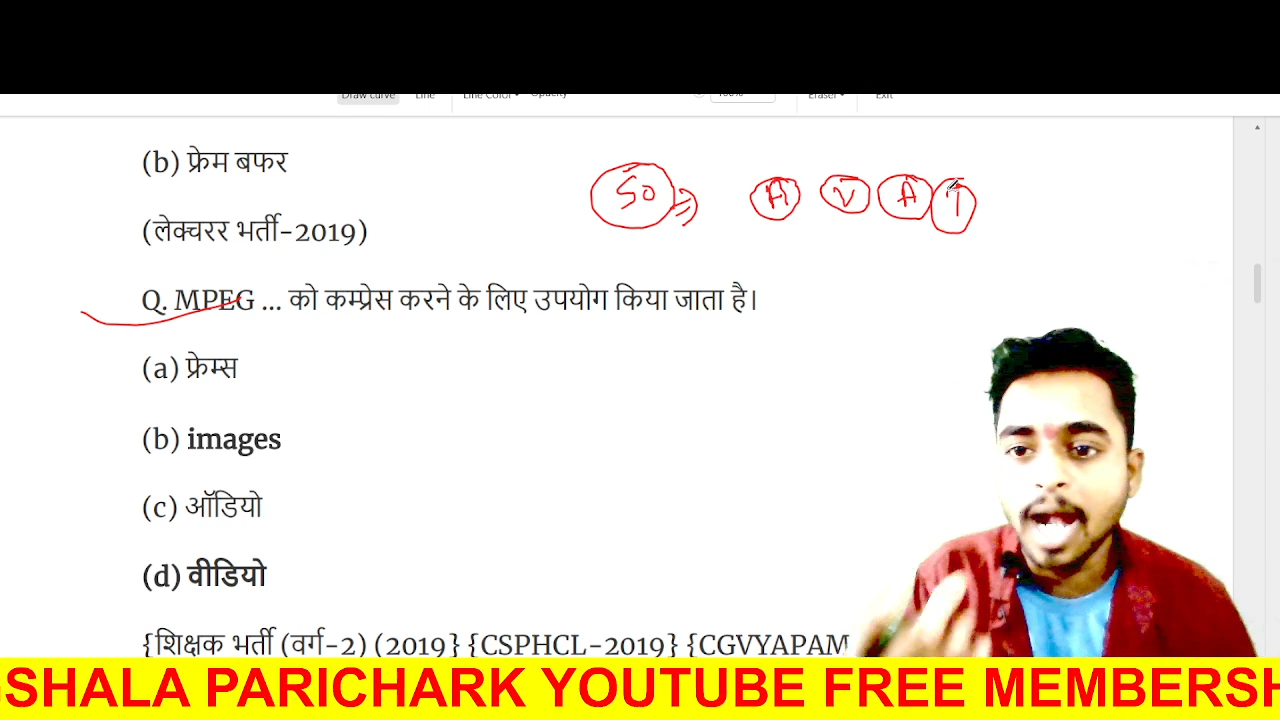 (b) फ्रेम बफर
50 A V A T
(लेक्चरर भर्ती-2019)
Q. MPEG ... को कम्प्रेस करने के लिए उपयोग किया जाता है।
(a) फ्रेम्स
(b) images
(c) ऑडियो
(d) वीडियो
{शिक्षक भर्ती (वर्ग-2) (2019} {CSPHCL-2019} {CGVYAPAM
SHALA PARICHARK YOUTUBE FREE MEMBERSH